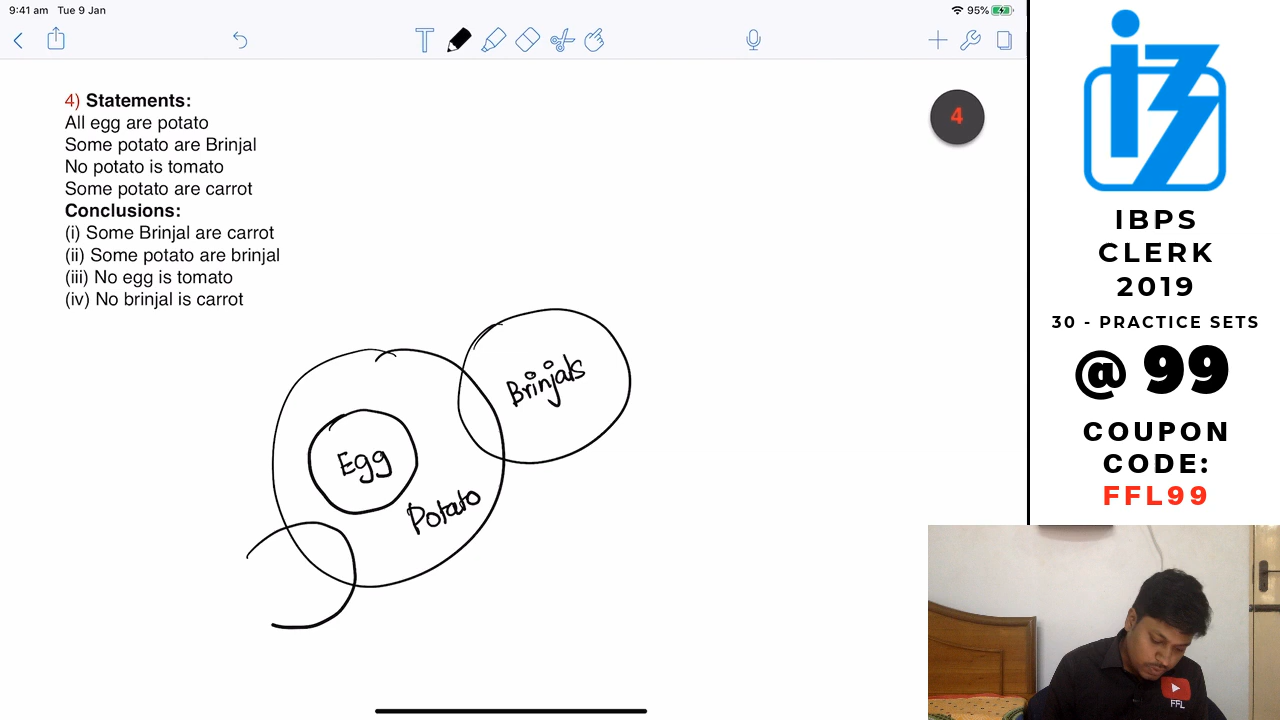 9:41 am Tue 9 Jan
95%
T
4) Statements:
All egg are potato
Some potato are Brinjal
No potato is tomato
Some potato are carrot
Conclusions:
(i) Some Brinjal are carrot
(ii) Some potato are brinjal
(iii) No egg is tomato
(iv) No brinjal is carrot
4
Brinjals
Egg
Potato
IBPS
CLERK
2019
30 - PRACTICE SETS
@ 99
COUPON
CODE:
FFL99
FFL